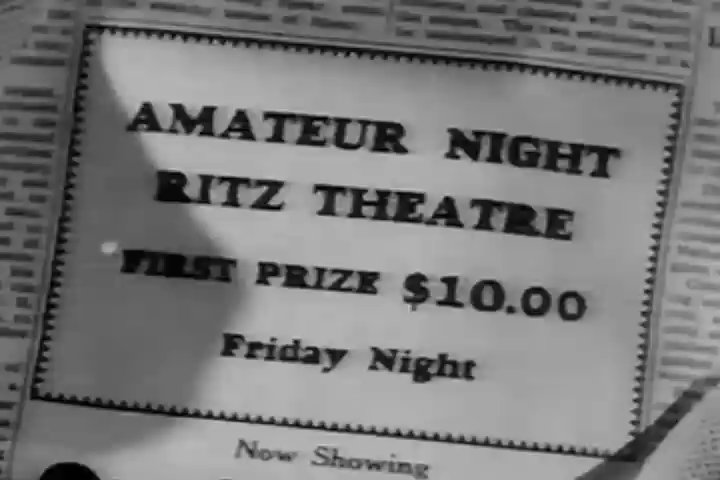 AMATEUR NIGHT
RITZ THEATRE
FIRST PRIZE $10.00
Friday Night
Now Showing